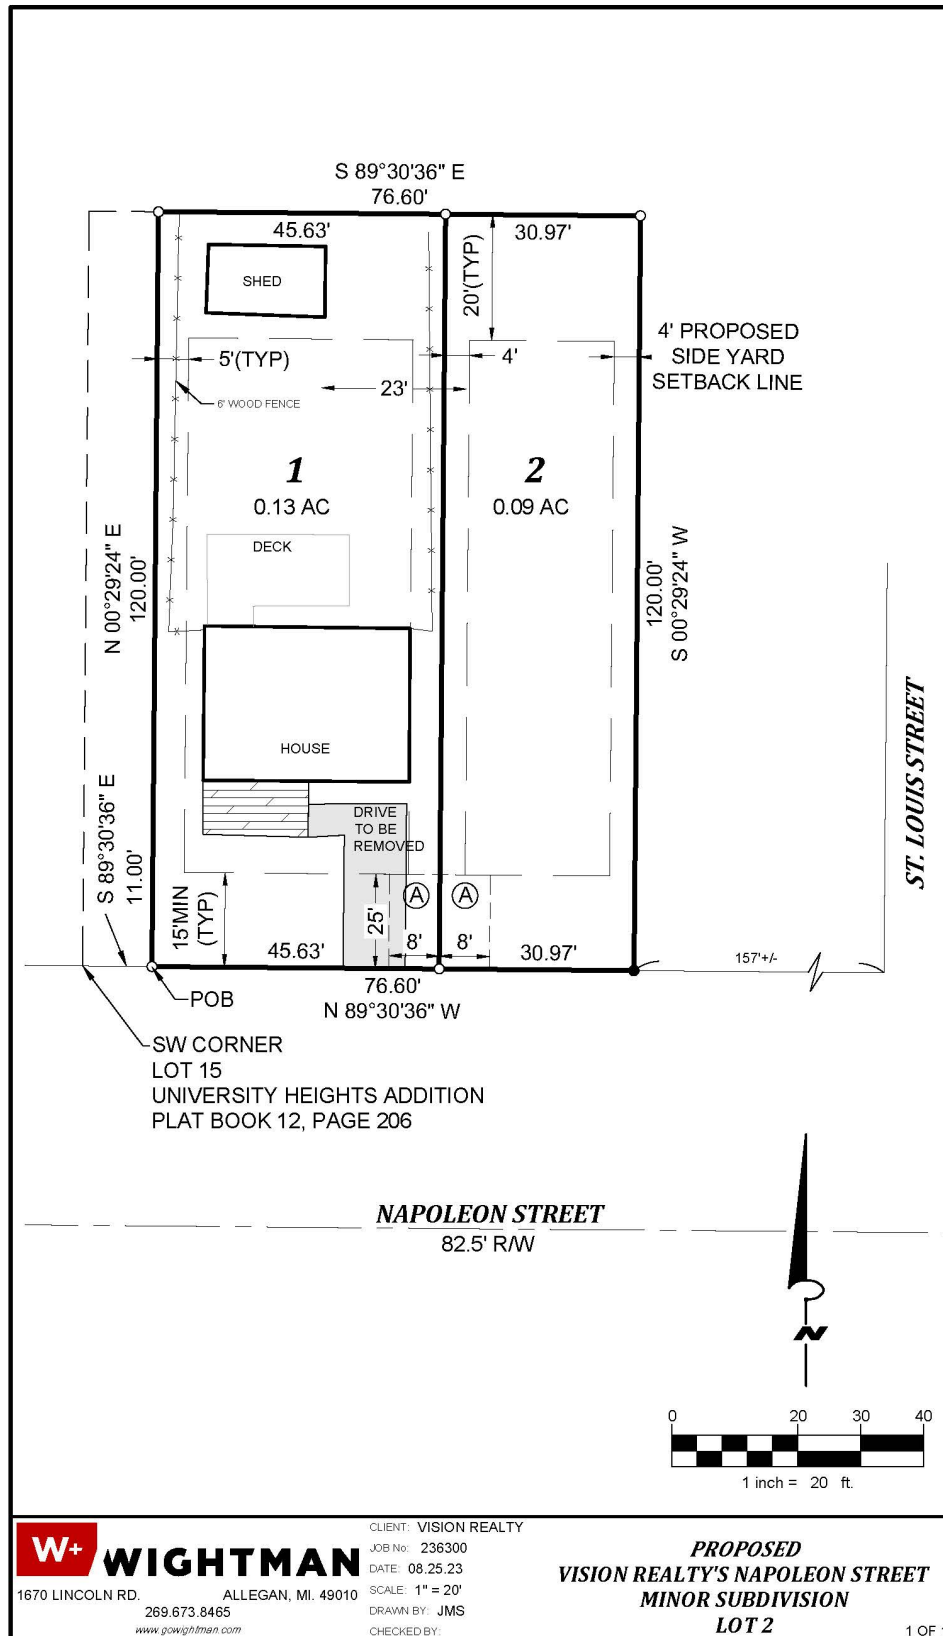 S 89°30'36" E
76.60'
45.63'
30.97'
SHED
20'(TYP)
4' PROPOSED
SIDE YARD
SETBACK LINE
5'(TYP)
4'
23'
6' WOOD FENCE
1
0.13 AC
2
0.09 AC
DECK
N 00°29'24" E
120.00'
120.00'
S 00°29'24" W
HOUSE
ST. LOUIS STREET
S 89°30'36" E
11.00'
DRIVE
TO BE
REMOVED
15'MIN
(TYP)
25'
A
A
8'
8'
45.63'
30.97'
157'+/-
76.60'
N 89°30'36" W
POB
SW CORNER
LOT 15
UNIVERSITY HEIGHTS ADDITION
PLAT BOOK 12, PAGE 206
NAPOLEON STREET
82.5' R/W
N
0 20 30 40
1 inch = 20 ft.
W+ WIGHTMAN
1670 LINCOLN RD. ALLEGAN, MI. 49010
269.673.8465
www.gowightman.com
CLIENT: VISION REALTY
JOB No: 236300
DATE: 08.25.23
SCALE: 1" = 20'
DRAWN BY: JMS
CHECKED BY:
PROPOSED
VISION REALTY'S NAPOLEON STREET
MINOR SUBDIVISION
LOT 2
1 OF